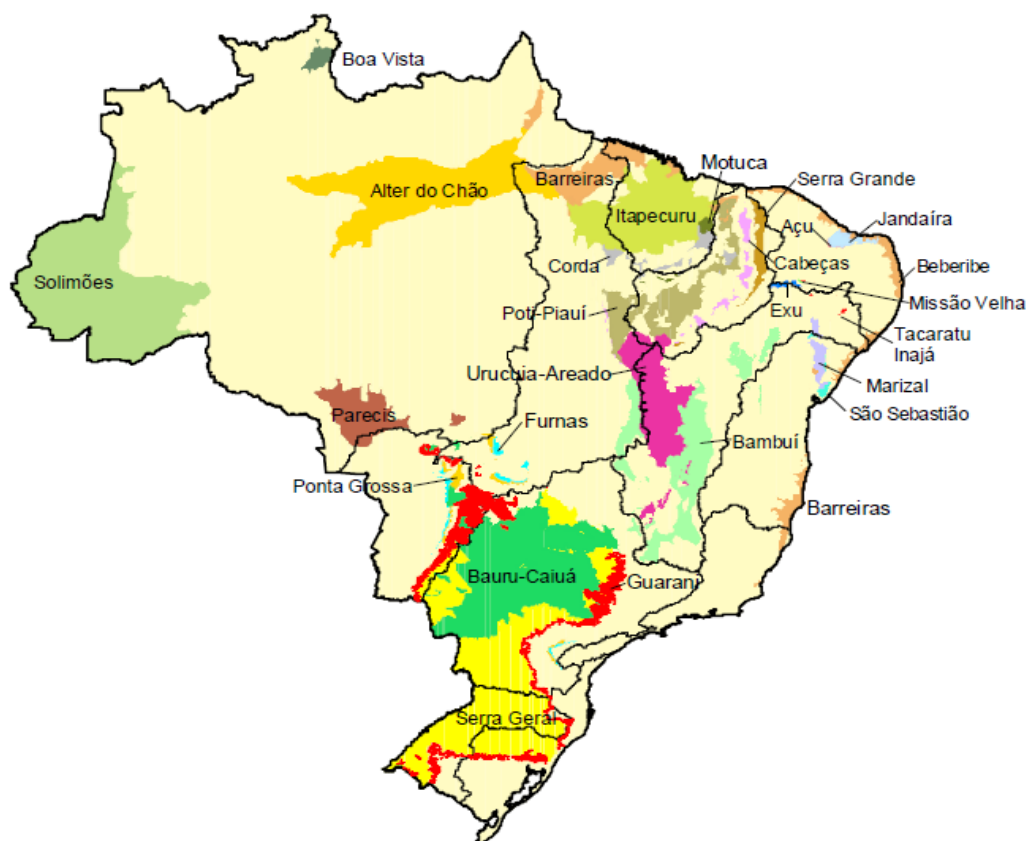 Boa Vista
Motuca
Serra Grande
Alter do Chão
Barreiras
Itapecuru
Açu
Jandaíra
Corda
Cabeças
Beberibe
Solimões
Poti-Piauí
Exu
Missão Velha
Tacaratu
Inajá
Urucuia-Areado
Marizal
São Sebastião
Parecis
Furnas
Bambuí
Ponta Grossa
Barreiras
Bauru-Caiuá
Guarani
Serra Geral